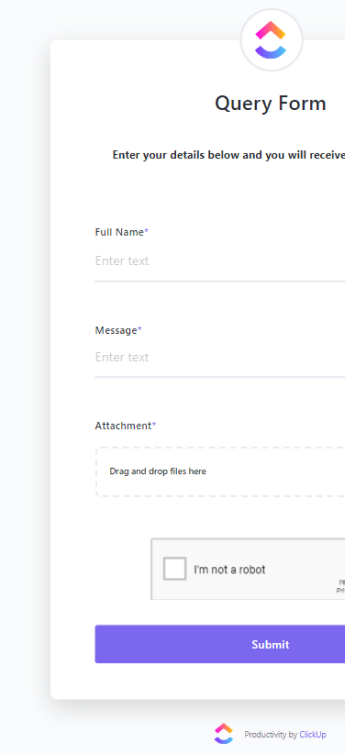 Query Form
Enter your details below and you will receive
Full Name*
Enter text
Message*
Enter text
Attachment*
Drag and drop files here
I'm not a robot
Submit
Productivity by ClickUp